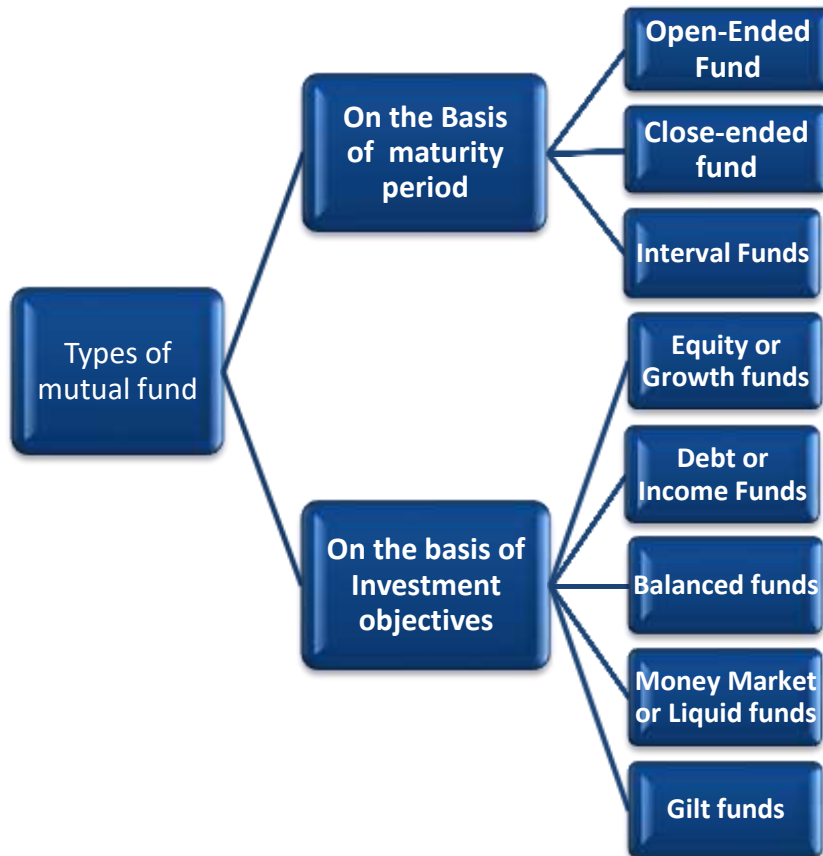 Types of
mutual fund
On the Basis
of maturity
period
Open-Ended
Fund
Close-ended
fund
Interval Funds
On the basis of
Investment
objectives
Equity or
Growth funds
Debt or
Income Funds
Balanced funds
Money Market
or Liquid funds
Gilt funds